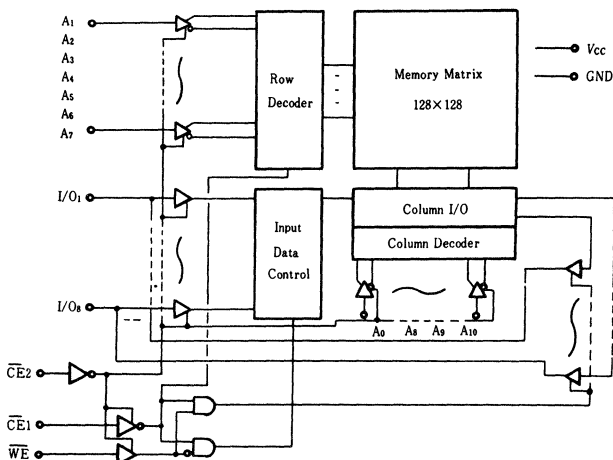 A1
A2
A3
A4
A5
A6
A7
Row
Decoder
Memory Matrix
128×128
Vcc
GND
I/O1
I/O8
Input
Data
Control
Column I/O
Column Decoder
A0 A8 A9 A10
CE2
CE1
WE